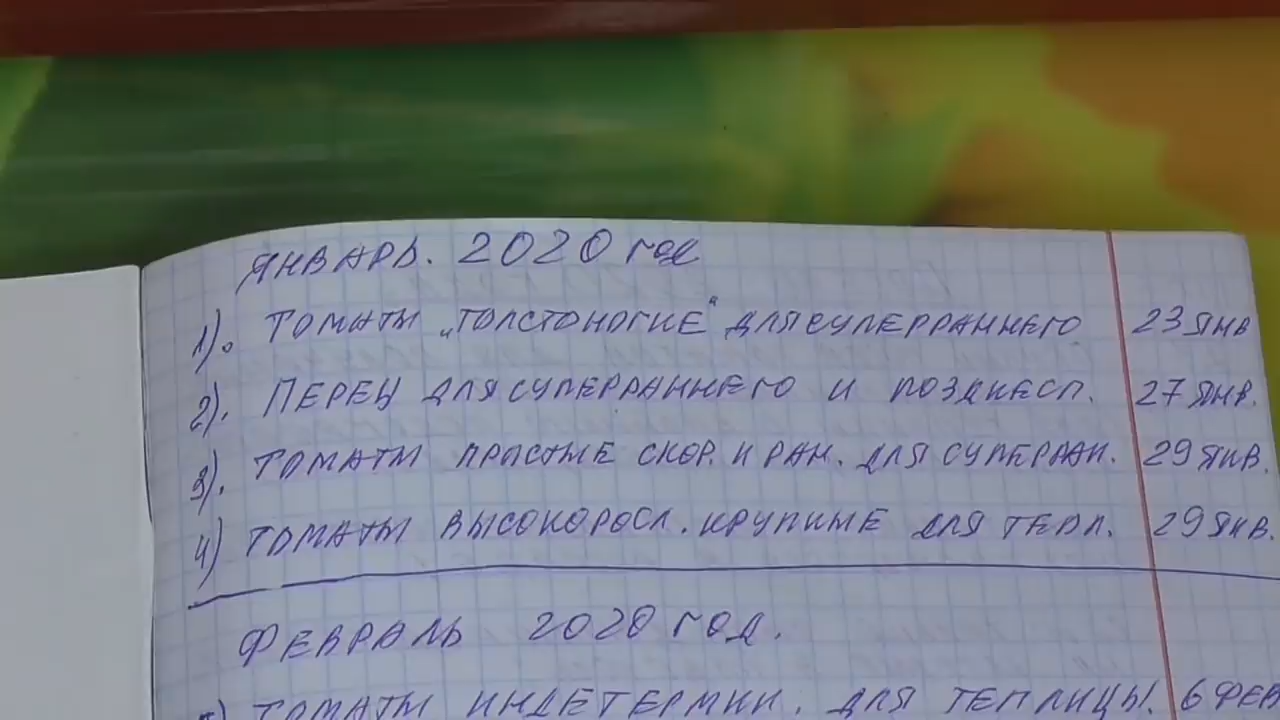 ЯНВАРЬ. 2020 год
1). ТОМАТЫ „ТОЛСТОНОГИЕ" ДЛЯ СУПЕРРАННЕГО 23 ЯНВ
2). ПЕРЕЦ ДЛЯ СУПЕРРАННЕГО И ПОЗДНЕСП. 27 ЯНВ.
3). ТОМАТЫ ПРОСТЫЕ СКОР. И РАН. ДЛЯ СУПЕРРАН. 29 ЯНВ.
4) ТОМАТЫ ВЫСОКОРОСЛ. КРУПНЫЕ ДЛЯ ТЕПЛ. 29 ЯНВ.
ФЕВРАЛЬ 2020 ГОД.
5) ТОМАТЫ ИНДЕТЕРМИН. ДЛЯ ТЕПЛИЦЫ. 6 ФЕВ